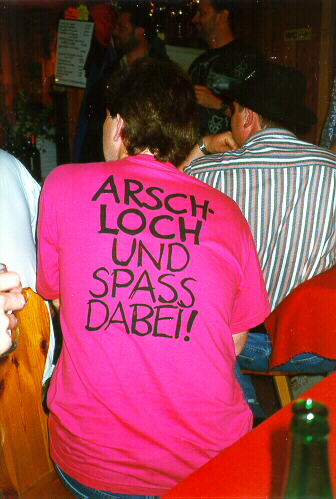 ARSCH-
LOCH
UND
SPASS
DABEI!